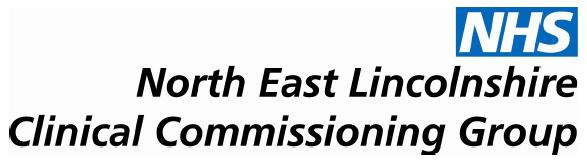 NHS
North East Lincolnshire
Clinical Commissioning Group